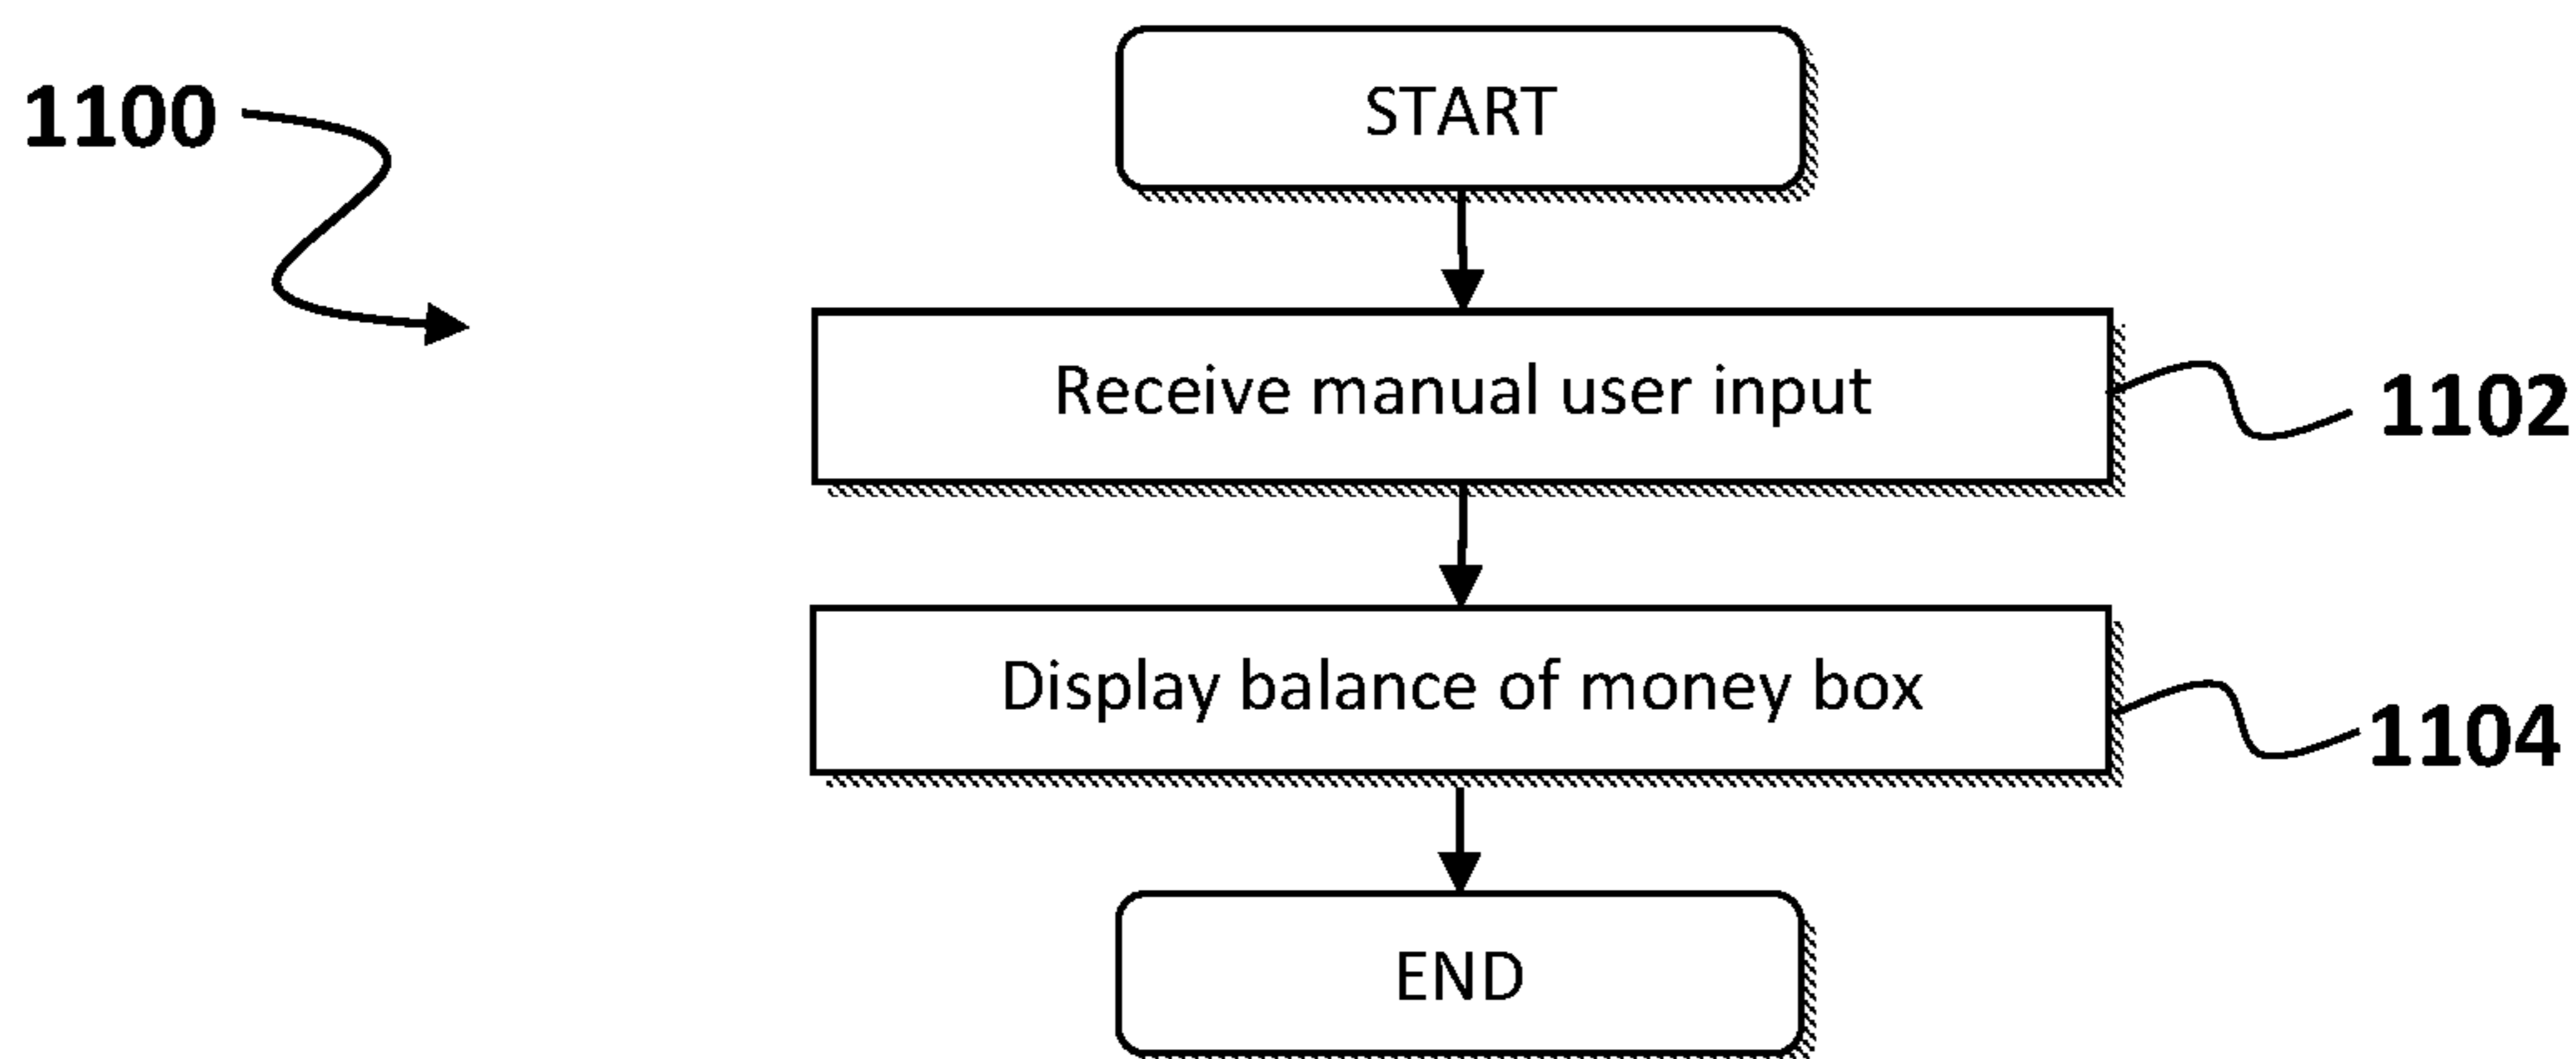 1100
START
Receive manual user input
1102
Display balance of money box
1104
END